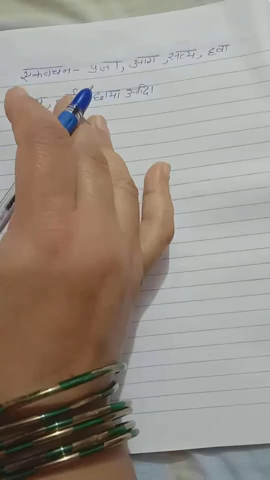 एकवचन- प्रजा, आग, सत्य, हवा
छाया आदि।